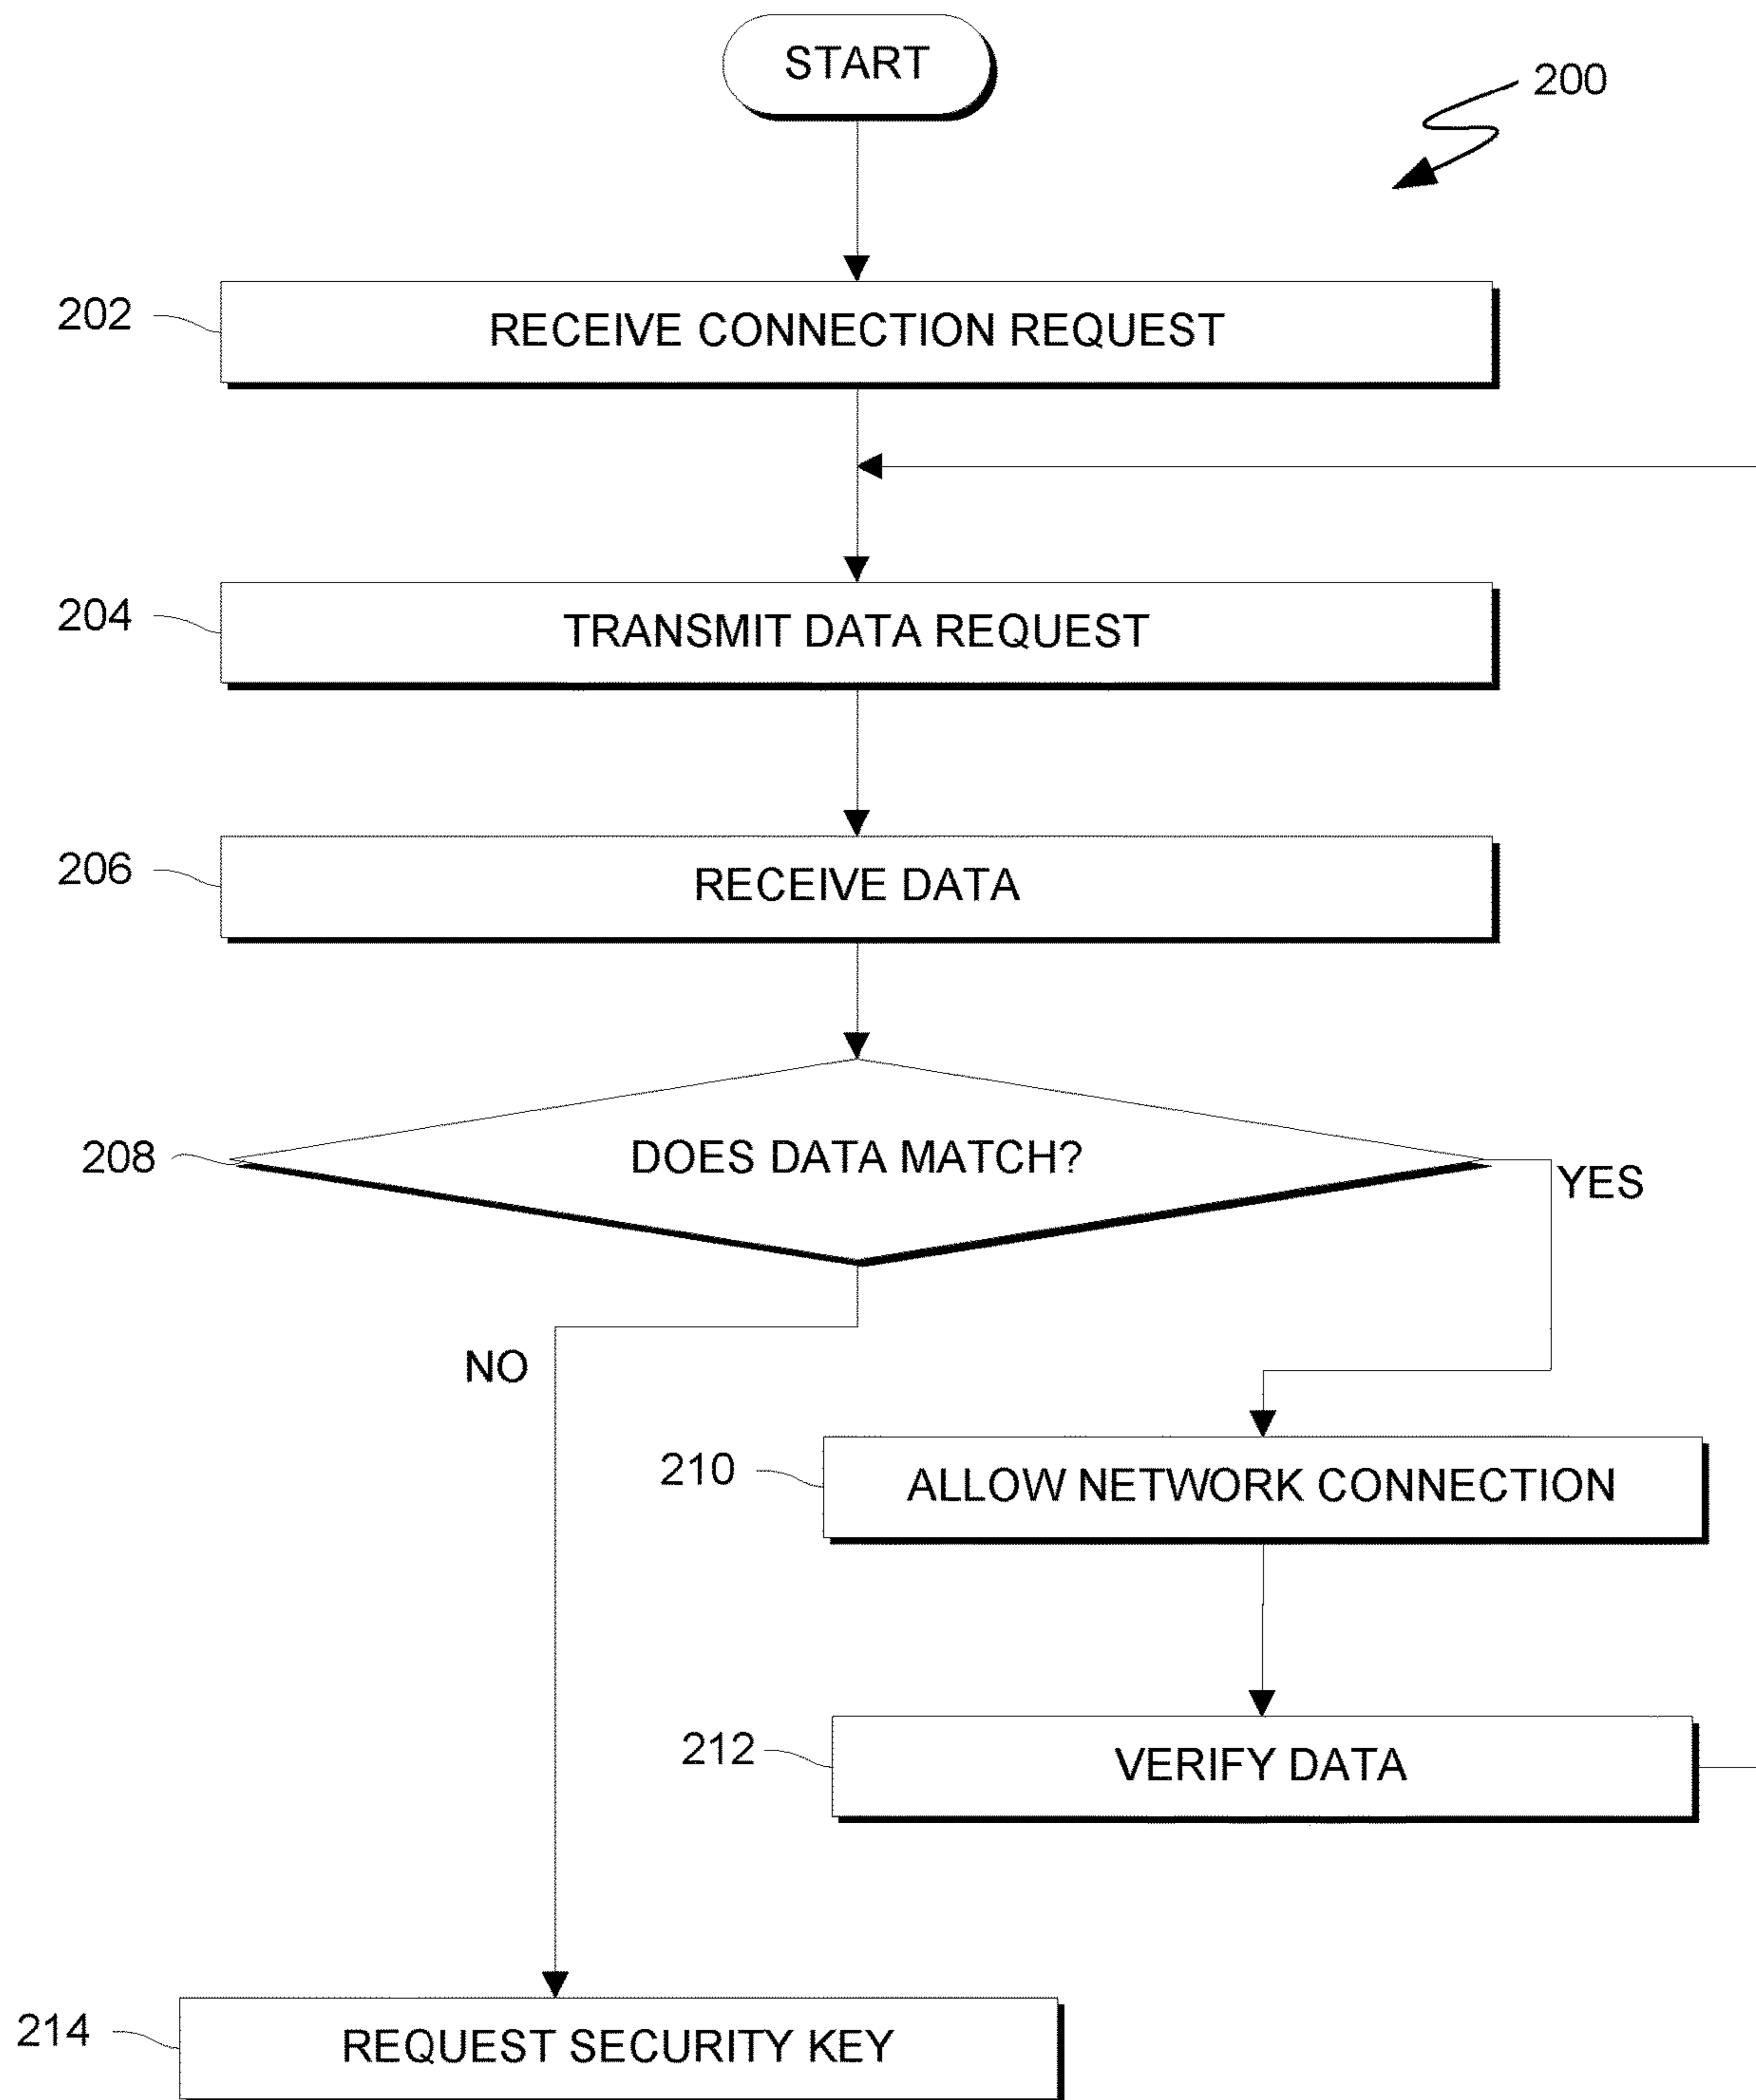 START
200
202
RECEIVE CONNECTION REQUEST
204
TRANSMIT DATA REQUEST
206
RECEIVE DATA
208
DOES DATA MATCH?
YES
NO
210
ALLOW NETWORK CONNECTION
212
VERIFY DATA
214
REQUEST SECURITY KEY